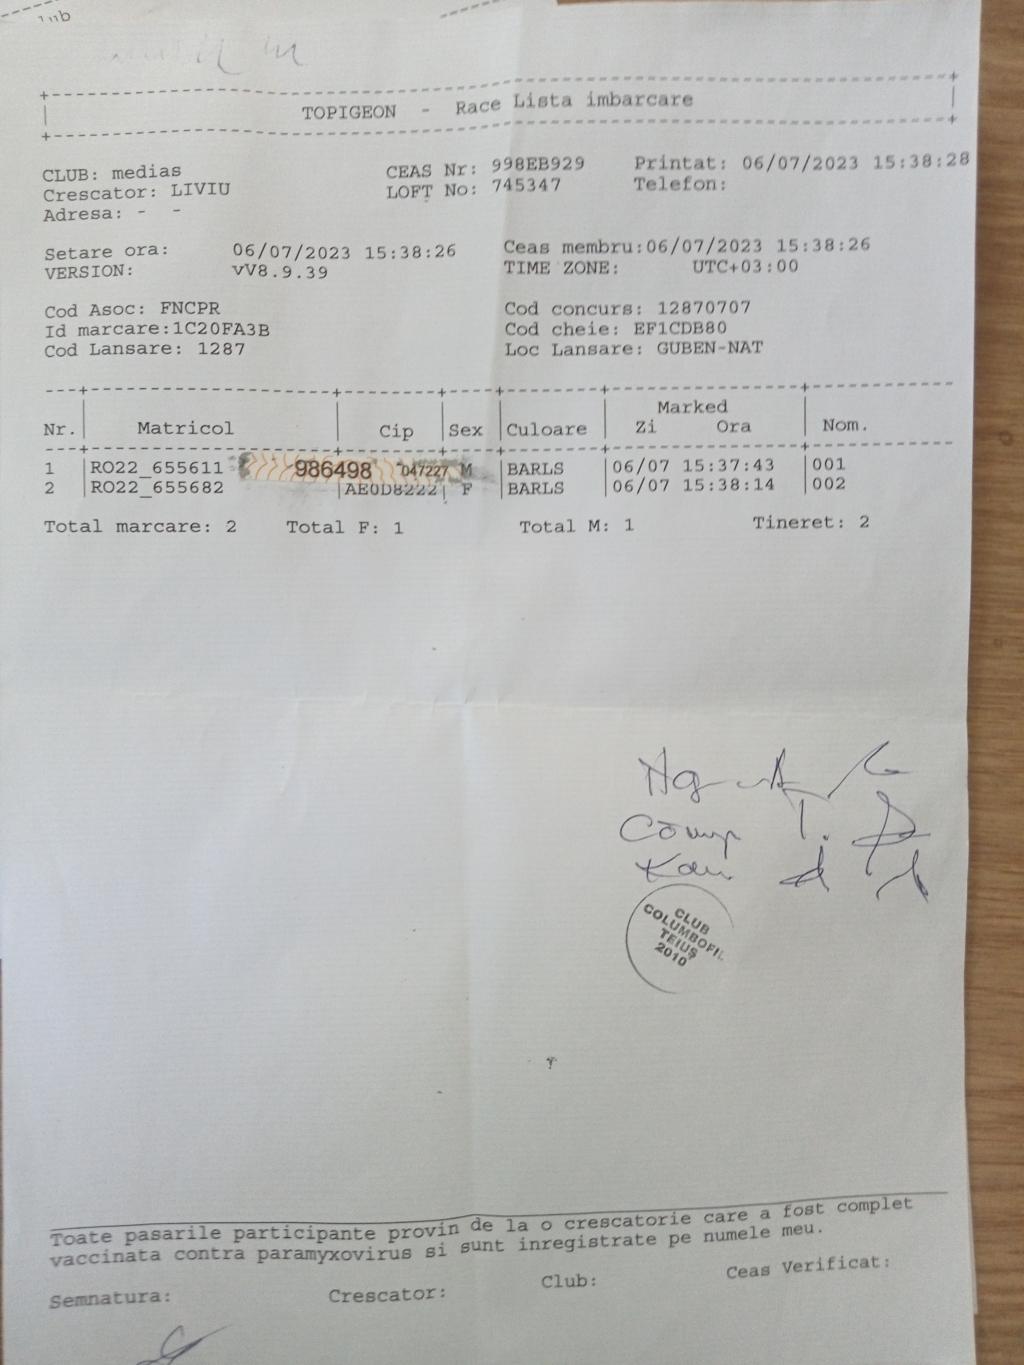 TOPIGEON - Race Lista imbarcare
CLUB: medias CEAS Nr: 998EB929 Printat: 06/07/2023 15:38:28
Crescator: LIVIU LOFT No: 745347 Telefon:
Adresa: - -
Setare ora: 06/07/2023 15:38:26 Ceas membru:06/07/2023 15:38:26
VERSION: vV8.9.39 TIME ZONE: UTC+03:00
Cod Asoc: FNCPR Cod concurs: 12870707
Id marcare:1C20FA3B Cod cheie: EF1CDB80
Cod Lansare: 1287 Loc Lansare: GUBEN-NAT
Marked
Nr. Matricol Cip Sex Culoare Zi Ora Nom.
1 RO22_655611 986498 047227 M BARLS 06/07 15:37:43 001
2 RO22_655682 AE0D8222 F BARLS 06/07 15:38:14 002
Total marcare: 2 Total F: 1 Total M: 1 Tineret: 2
CLUB
COLUMBOFIL
TEIUȘ
2010
Toate pasarile participante provin de la o crescatorie care a fost complet
vaccinata contra paramyxovirus si sunt inregistrate pe numele meu.
Semnatura: Crescator: Club: Ceas Verificat: